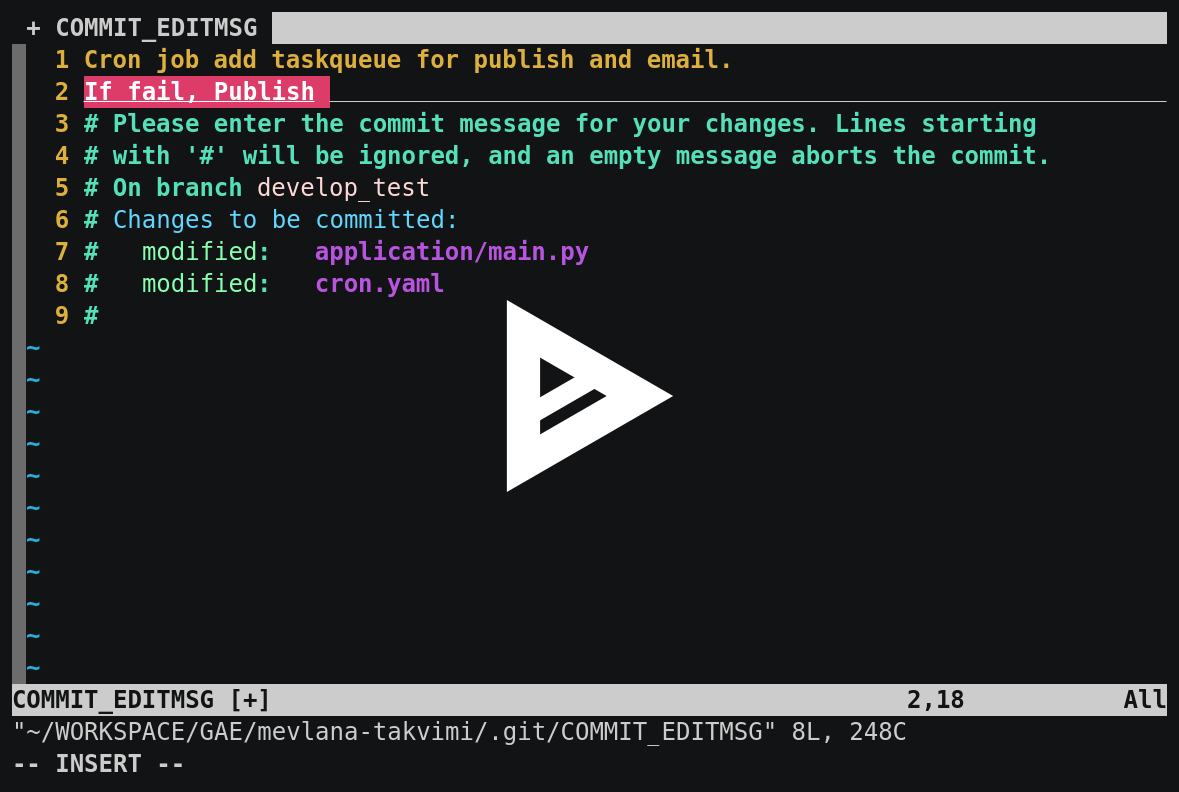 + COMMIT_EDITMSG
1 Cron job add taskqueue for publish and email.
2 If fail, Publish
3 # Please enter the commit message for your changes. Lines starting
4 # with '#' will be ignored, and an empty message aborts the commit.
5 # On branch develop_test
6 # Changes to be committed:
7 #   modified:   application/main.py
8 #   modified:   cron.yaml
9 #
~
~
~
~
~
~
~
~
~
~
~
COMMIT_EDITMSG [+] 2,18 All
"~/WORKSPACE/GAE/mevlana-takvimi/.git/COMMIT_EDITMSG" 8L, 248C
-- INSERT --